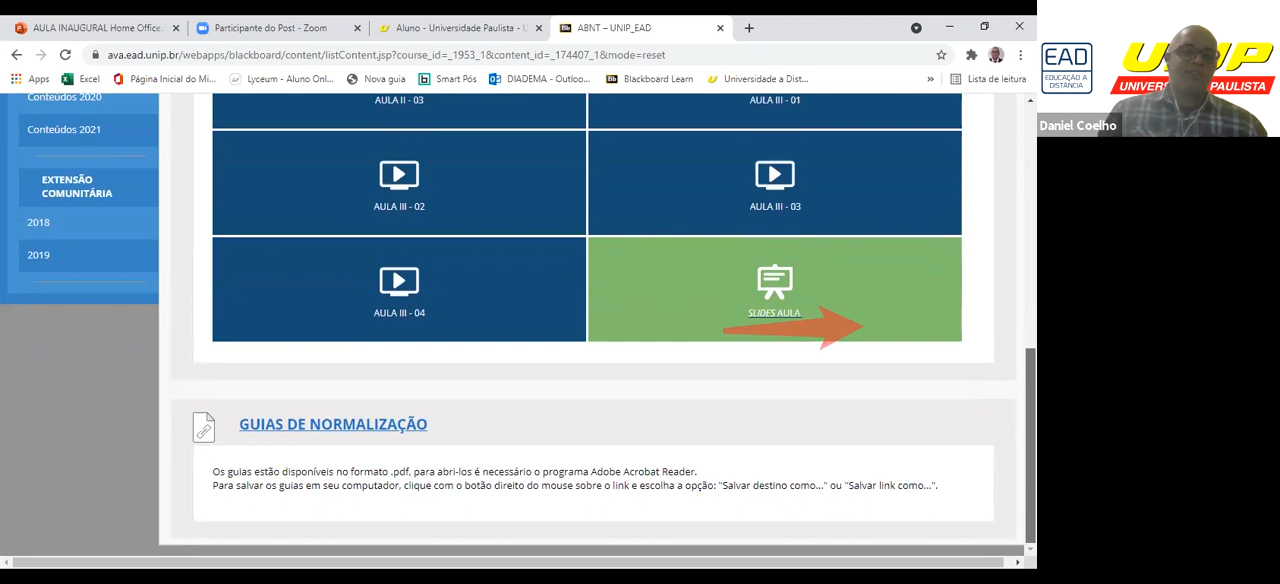 AULA INAUGURAL Home Office.
Participante do Post - Zoom
Aluno - Universidade Paulista -
ABNT – UNIP_EAD
ava.ead.unip.br/webapps/blackboard/content/listContent.jsp?course_id=_1953_1&content_id=_174407_1&mode=reset
Apps
Excel
Página Inicial do Mi...
Lyceum - Aluno Onl...
Nova guia
Smart Pós
DIADEMA - Outloo...
Blackboard Learn
Universidade a Dist...
»
Lista de leitura
EAD
EDUCAÇÃO A
DISTÂNCIA
UNIP
UNIVERS PAULISTA
Daniel Coelho
Conteúdos 2020
Conteúdos 2021
EXTENSÃO
COMUNITÁRIA
2018
2019
AULA II - 03
AULA III - 01
AULA III - 02
AULA III - 03
AULA III - 04
SLIDES AULA
GUIAS DE NORMALIZAÇÃO
Os guias estão disponíveis no formato .pdf, para abri-los é necessário o programa Adobe Acrobat Reader.
Para salvar os guias em seu computador, clique com o botão direito do mouse sobre o link e escolha a opção: "Salvar destino como..." ou "Salvar link como...".